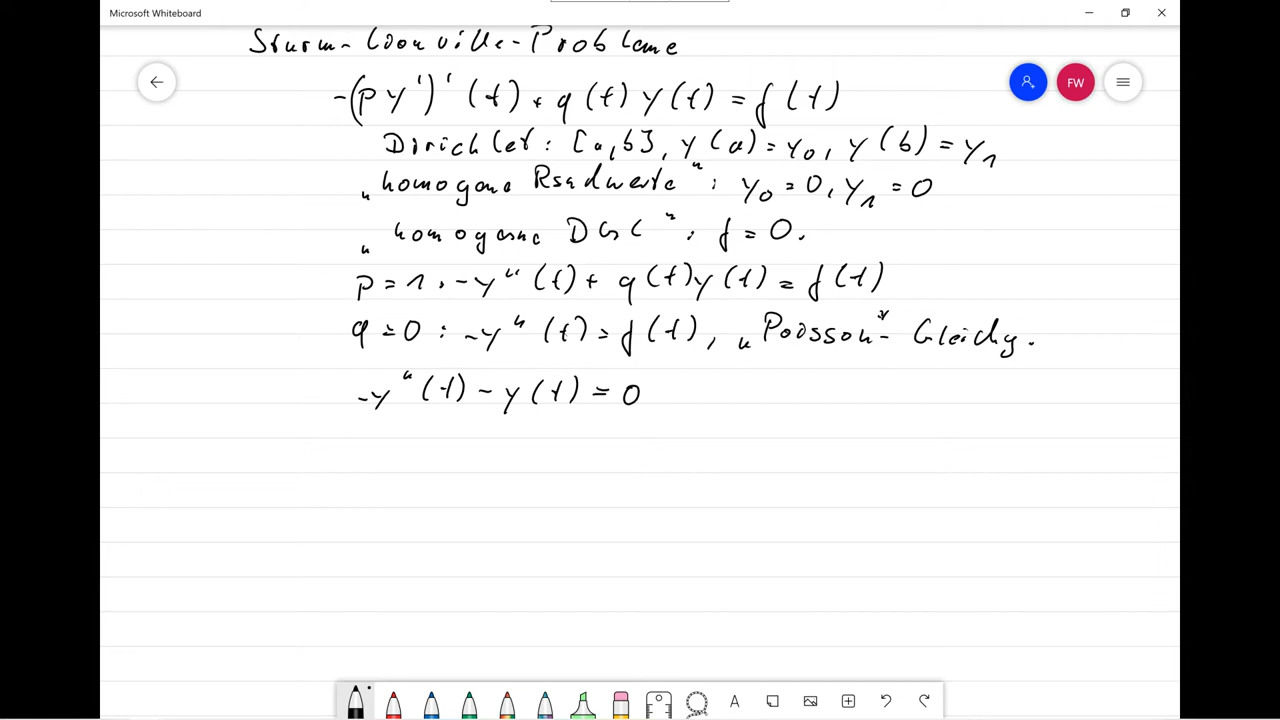 Microsoft Whiteboard
Sturm-Liouville-Probleme
FW
-(py')'(t) + q(t) y(t) = f(t)
Dirichlet: [a,b], y(a)=y₀, y(b)=y₁
„homogene Randwerte": y₀=0, y₁=0
„homogene DGL": f=0.
p=1: -y"(t) + q(t)y(t) = f(t)
q=0: -y"(t) = f(t), „Poisson"-Gleichg.
-y"(t) - y(t) = 0
A